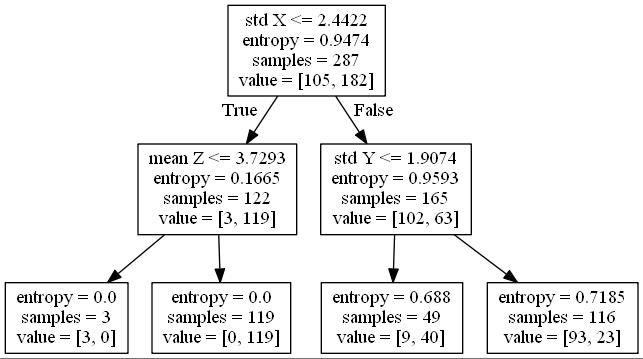 std X <= 2.4422
entropy = 0.9474
samples = 287
value = [105, 182]
True
False
mean Z <= 3.7293
entropy = 0.1665
samples = 122
value = [3, 119]
std Y <= 1.9074
entropy = 0.9593
samples = 165
value = [102, 63]
entropy = 0.0
samples = 3
value = [3, 0]
entropy = 0.0
samples = 119
value = [0, 119]
entropy = 0.688
samples = 49
value = [9, 40]
entropy = 0.7185
samples = 116
value = [93, 23]